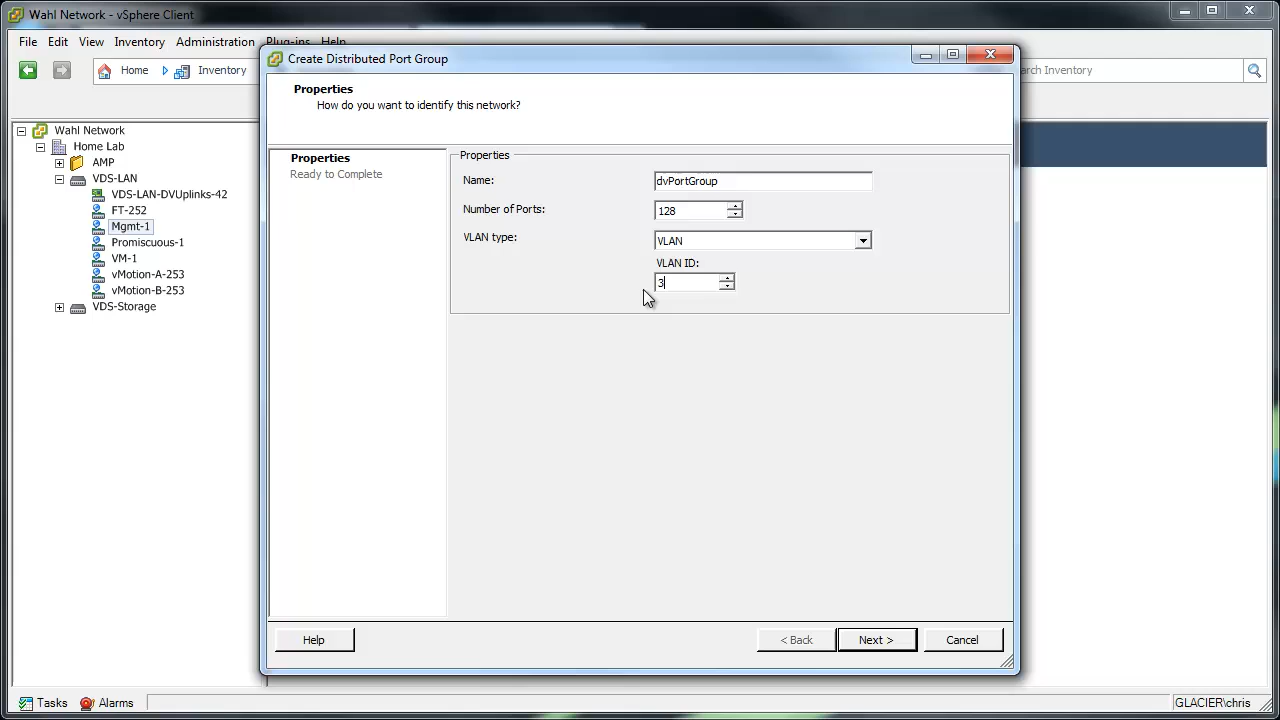 Wahl Network - vSphere Client
File Edit View Inventory Administration Plug-ins Help
Home Inventory
arch Inventory
Wahl Network
Home Lab
AMP
VDS-LAN
VDS-LAN-DVUplinks-42
FT-252
Mgmt-1
Promiscuous-1
VM-1
vMotion-A-253
vMotion-B-253
VDS-Storage
Create Distributed Port Group
Properties
How do you want to identify this network?
Properties
Ready to Complete
Properties
Name: dvPortGroup
Number of Ports: 128
VLAN type: VLAN
VLAN ID:
3
Help < Back Next > Cancel
Tasks Alarms GLACIER\chris